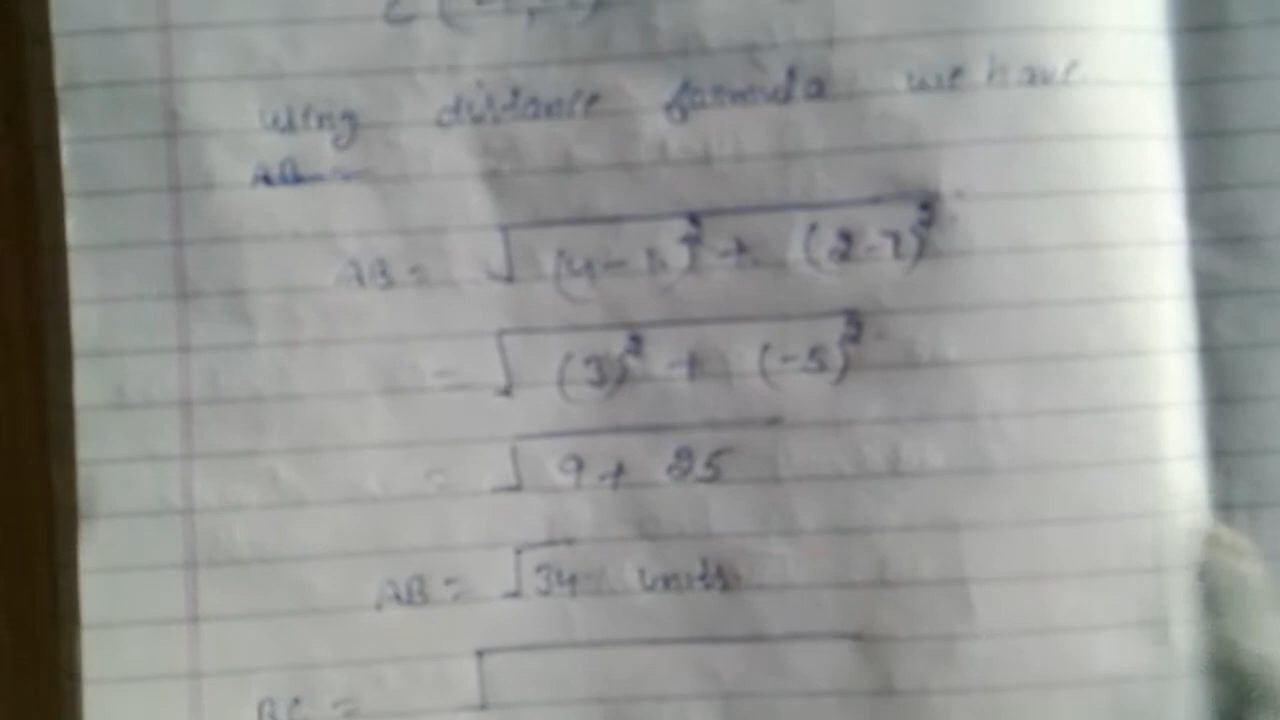 using distance formula we have
AB =
AB = √(4-1)² + (2-7)²
= √(3)² + (-5)²
= √9 + 25
AB = √34 units
BC = √